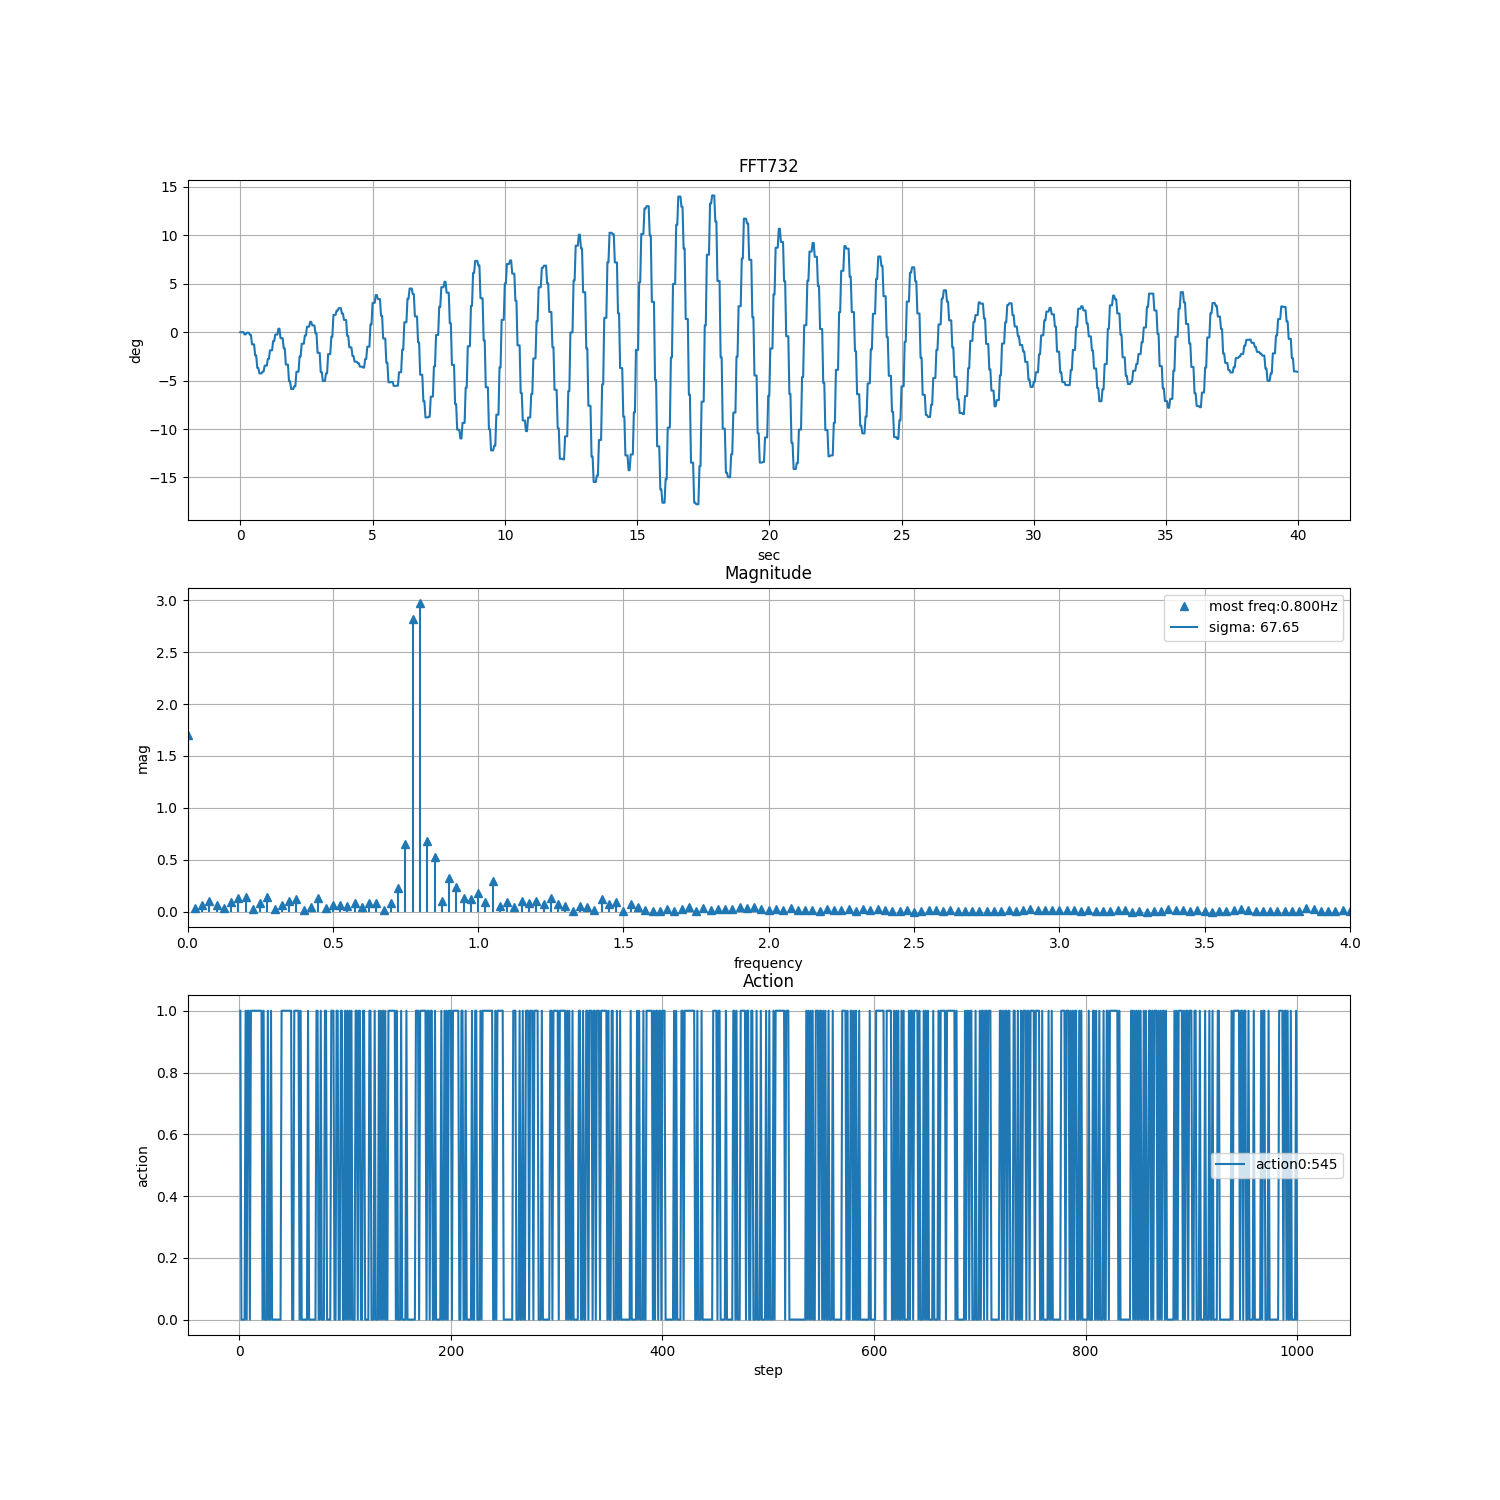 FFT732
15
10
5
0
−5
−10
−15
deg
0 5 10 15 20 25 30 35 40
sec
Magnitude
3.0
2.5
2.0
1.5
1.0
0.5
0.0
mag
most freq:0.800Hz
sigma: 67.65
0.0 0.5 1.0 1.5 2.0 2.5 3.0 3.5 4.0
frequency
Action
1.0
0.8
0.6
0.4
0.2
0.0
action
action0:545
0 200 400 600 800 1000
step